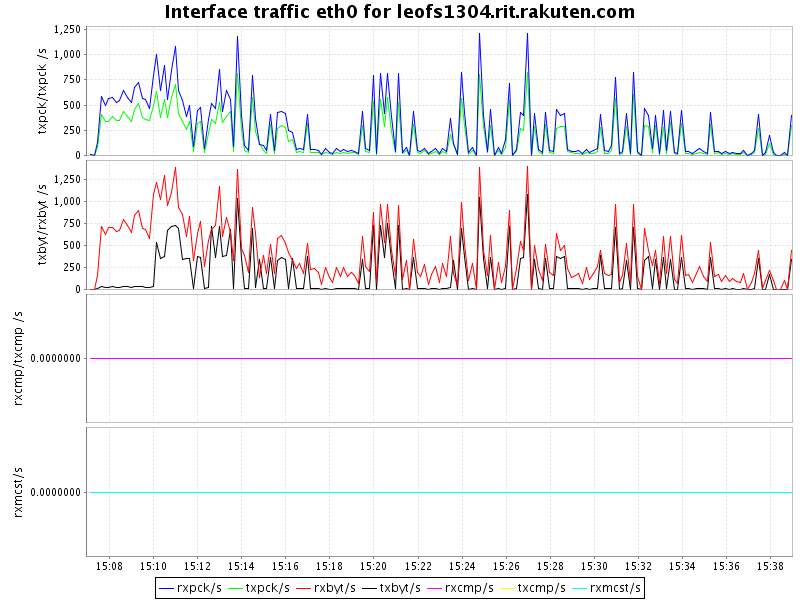 Interface traffic eth0 for leofs1304.rit.rakuten.com
txpck/txpck /s
1,250
1,000
750
500
250
0
txbyt/rxbyt /s
1,250
1,000
750
500
250
0
rxcmp/txcmp /s
0.0000000
rxmcst/s
0.0000000
15:08 15:10 15:12 15:14 15:16 15:18 15:20 15:22 15:24 15:26 15:28 15:30 15:32 15:34 15:36 15:38
rxpck/s txpck/s rxbyt/s txbyt/s rxcmp/s txcmp/s rxmcst/s